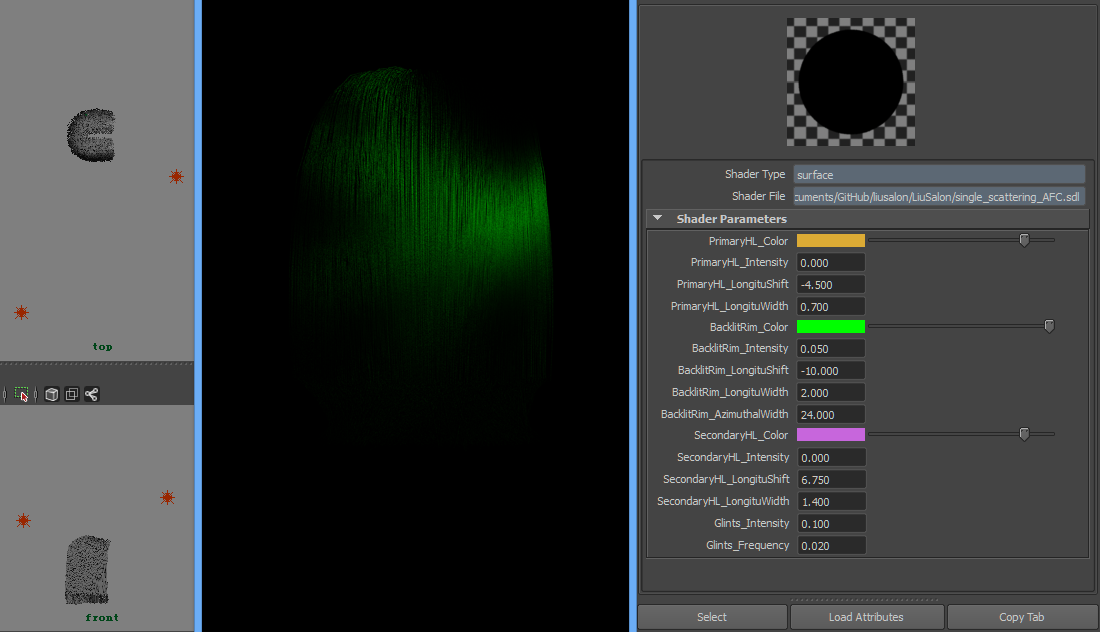 top
front
Shader Type surface
Shader File cuments/GitHub/liusalon/LiuSalon/single_scattering_AFC.sdl
Shader Parameters
PrimaryHL_Color
PrimaryHL_Intensity 0.000
PrimaryHL_LongituShift -4.500
PrimaryHL_LongituWidth 0.700
BacklitRim_Color
BacklitRim_Intensity 0.050
BacklitRim_LongituShift -10.000
BacklitRim_LongituWidth 2.000
BacklitRim_AzimuthalWidth 24.000
SecondaryHL_Color
SecondaryHL_Intensity 0.000
SecondaryHL_LongituShift 6.750
SecondaryHL_LongituWidth 1.400
Glints_Intensity 0.100
Glints_Frequency 0.020
Select Load Attributes Copy Tab